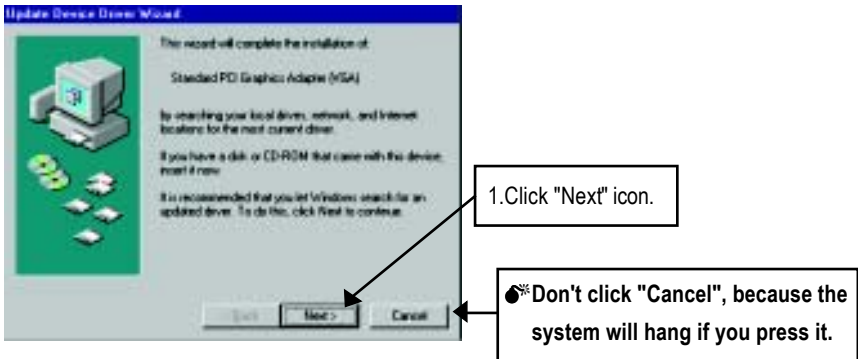 Update Device Driver Wizard
This wizard will complete the installation of:
Standard PCI Graphics Adapter (VGA)
by searching your local drives, network, and Internet
locations for the most current driver.
If you have a disk or CD-ROM that came with this device,
insert it now.
It is recommended that you let Windows search for an
updated driver. To do this, click Next to continue.
Next >
Cancel
1.Click "Next" icon.
Don't click "Cancel", because the
system will hang if you press it.